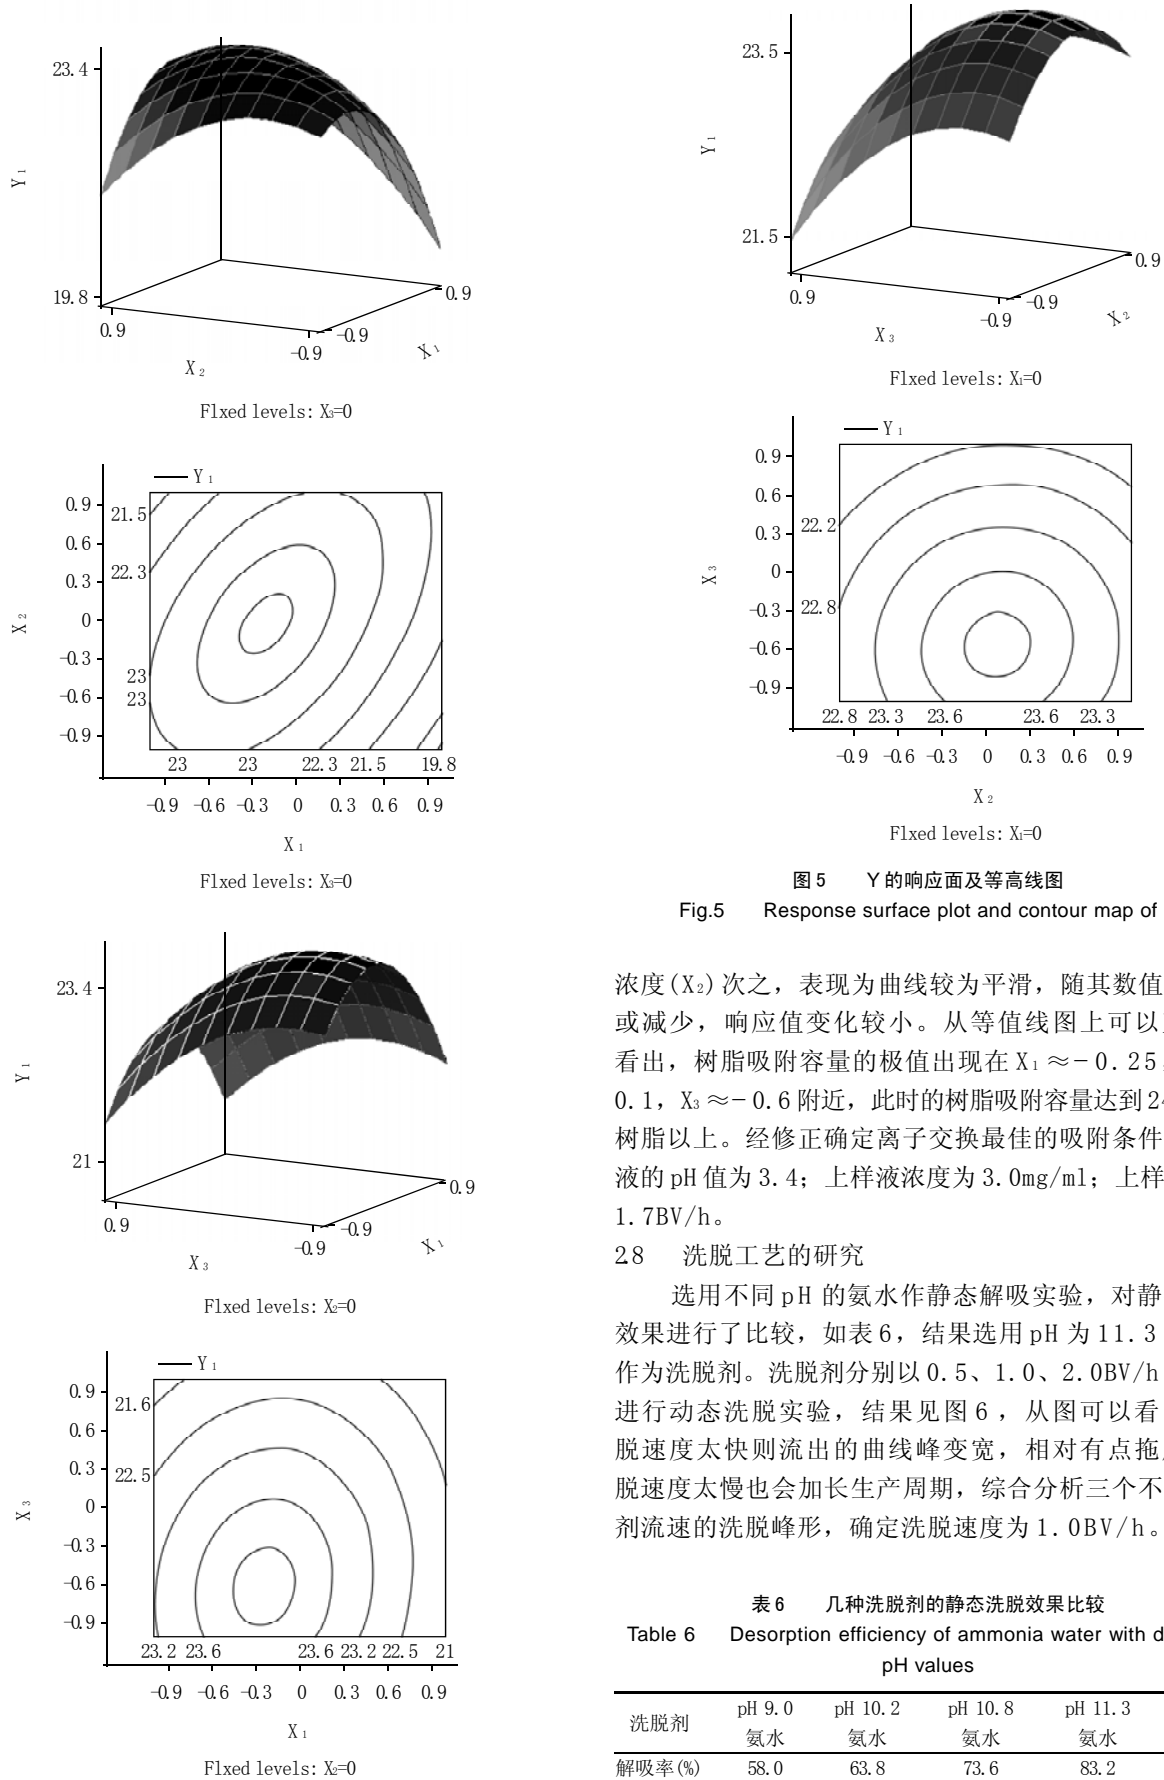 23.4
Y1
19.8
0.9
X2
-0.9
-0.9
X1
0.9
Flxed levels: X3=0
Y1
0.9
0.6
0.3
0
-0.3
-0.6
-0.9
X2
21.5
22.3
23
23
23 23 22.3 21.5 19.8
-0.9 -0.6 -0.3 0 0.3 0.6 0.9
X1
Flxed levels: X3=0
23.4
Y1
21
0.9
X3
-0.9
-0.9
X1
0.9
Flxed levels: X2=0
Y1
0.9
0.6
0.3
0
-0.3
-0.6
-0.9
X3
21.6
22.5
23.2 23.6 23.6 23.2 22.5 21
-0.9 -0.6 -0.3 0 0.3 0.6 0.9
X1
Flxed levels: X2=0
23.5
Y1
21.5
0.9
X3
-0.9
-0.9
X2
0.9
Flxed levels: X1=0
Y1
0.9
0.6
0.3
0
-0.3
-0.6
-0.9
X3
22.2
22.8
22.8 23.3 23.6 23.6 23.3
-0.9 -0.6 -0.3 0 0.3 0.6 0.9
X2
Flxed levels: X1=0
图5 Y的响应面及等高线图
Fig.5 Response surface plot and contour map of
浓度(X2)次之，表现为曲线较为平滑，随其数值
或减少，响应值变化较小。从等值线图上可以
看出，树脂吸附容量的极值出现在X1≈-0.25
0.1，X3≈-0.6附近，此时的树脂吸附容量达到24
树脂以上。经修正确定离子交换最佳的吸附条件
液的pH值为3.4；上样液浓度为3.0mg/ml；上样
1.7BV/h。
2.8 洗脱工艺的研究
选用不同pH的氨水作静态解吸实验，对静
效果进行了比较，如表6，结果选用pH为11.3
作为洗脱剂。洗脱剂分别以0.5、1.0、2.0BV/h
进行动态洗脱实验，结果见图6，从图可以看
脱速度太快则流出的曲线峰变宽，相对有点拖
脱速度太慢也会加长生产周期，综合分析三个不
剂流速的洗脱峰形，确定洗脱速度为1.0BV/h。
表6 几种洗脱剂的静态洗脱效果比较
Table 6 Desorption efficiency of ammonia water with d
pH values
洗脱剂 pH 9.0 pH 10.2 pH 10.8 pH 11.3
氨水 氨水 氨水 氨水
解吸率(%) 58.0 63.8 73.6 83.2